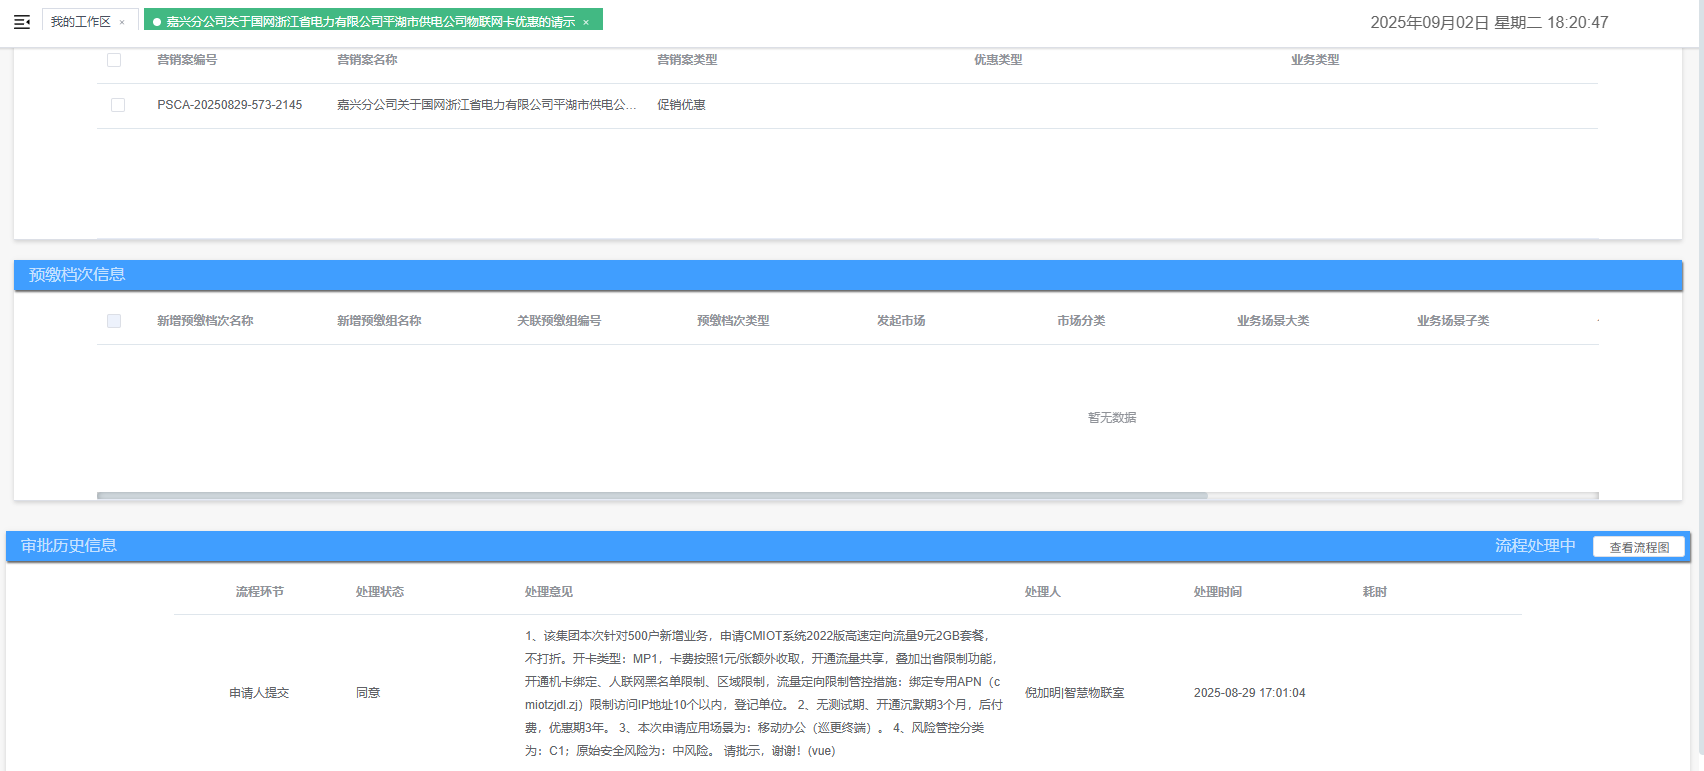 我的工作区 ×
嘉兴分公司关于国网浙江省电力有限公司平湖市供电公司物联网卡优惠的请示 ×
2025年09月02日 星期二 18:20:47
营销案编号 营销案名称 营销案类型 优惠类型 业务类型
PSCA-20250829-573-2145 嘉兴分公司关于国网浙江省电力有限公司平湖市供电公... 促销优惠
预缴档次信息
新增预缴档次名称 新增预缴组名称 关联预缴组编号 预缴档次类型 发起市场 市场分类 业务场景大类 业务场景子类
暂无数据
审批历史信息 流程处理中 查看流程图
流程环节 处理状态 处理意见 处理人 处理时间 耗时
1、该集团本次针对500户新增业务，申请CMIOT系统2022版高速定向流量9元2GB套餐，
不打折。开卡类型：MP1，卡费按照1元/张额外收取，开通流量共享，叠加出省限制功能，
开通机卡绑定、人联网黑名单限制、区域限制，流量定向限制管控措施：绑定专用APN（c
申请人提交 同意 miotzjdl.zj）限制访问IP地址10个以内，登记单位。 2、无测试期、开通沉默期3个月，后付 倪加明|智慧物联室 2025-08-29 17:01:04
费，优惠期3年。 3、本次申请应用场景为：移动办公（巡更终端）。 4、风险管控分类
为：C1；原始安全风险为：中风险。 请批示，谢谢！(vue)